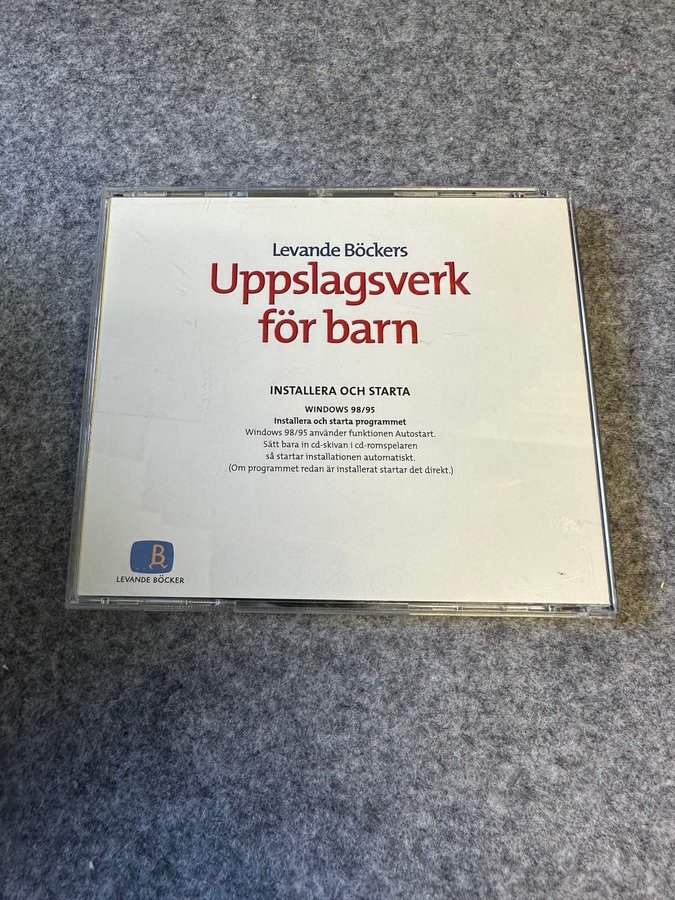 Levande Böckers
Uppslagsverk
för barn
INSTALLERA OCH STARTA
WINDOWS 98/95
Installera och starta programmet
Windows 98/95 använder funktionen Autostart.
Sätt bara in cd-skivan i cd-romspelaren
så startar installationen automatiskt.
(Om programmet redan är installerat startar det direkt.)
B
LEVANDE BÖCKER